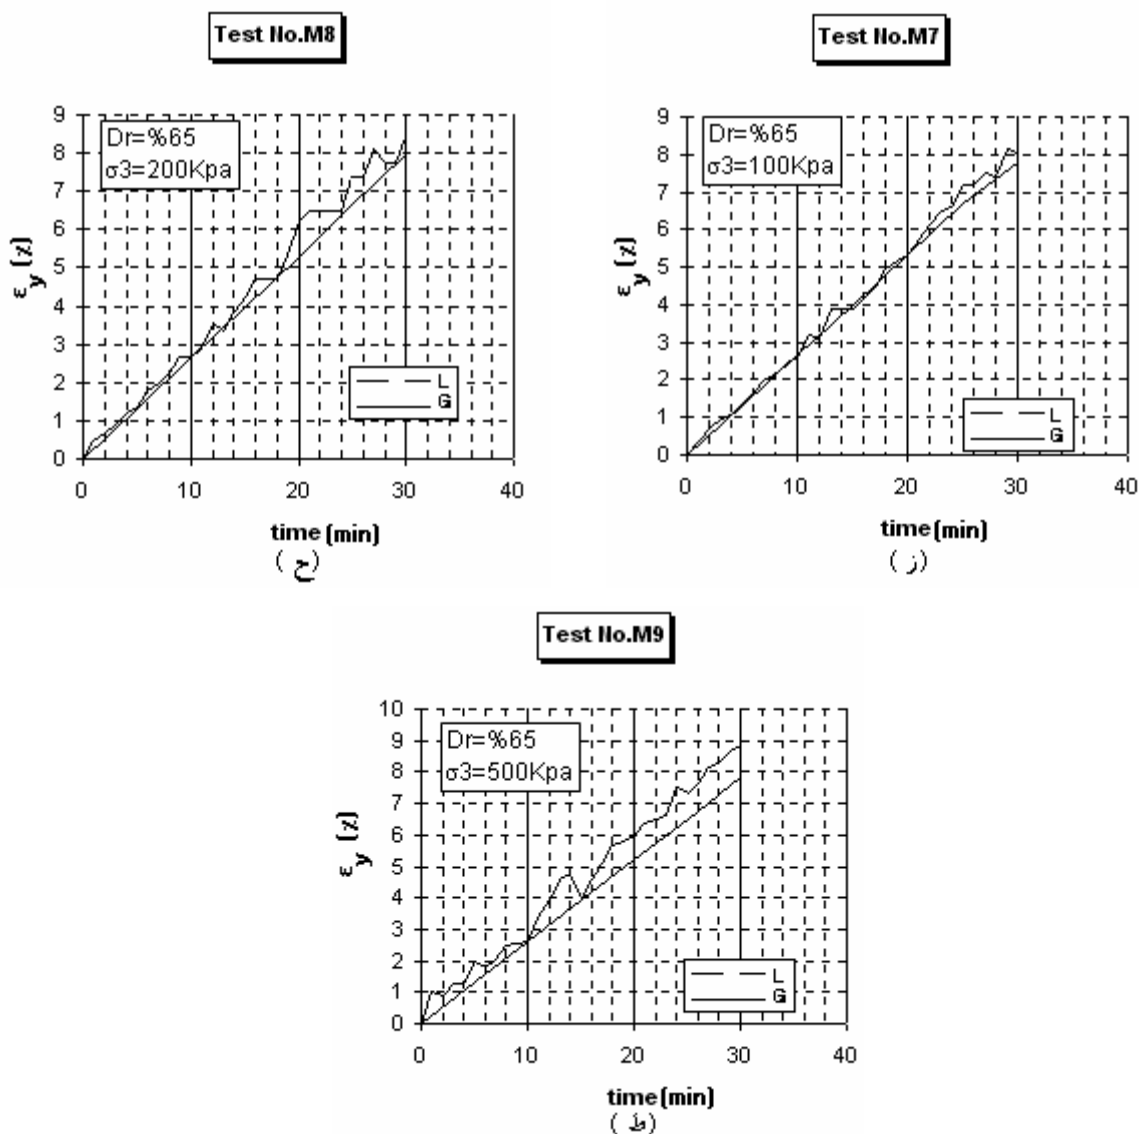 Test No.M8
Dr=%65
σ3=200Kpa
ε y (%)
9
8
7
6
5
4
3
2
1
0
L
G
0 10 20 30 40
time(min)
(ح)
Test No.M7
Dr=%65
σ3=100Kpa
ε y (%)
9
8
7
6
5
4
3
2
1
0
L
G
0 10 20 30 40
time(min)
(ز)
Test No.M9
Dr=%65
σ3=500Kpa
ε y (%)
10
9
8
7
6
5
4
3
2
1
0
L
G
0 10 20 30 40
time(min)
(ط)